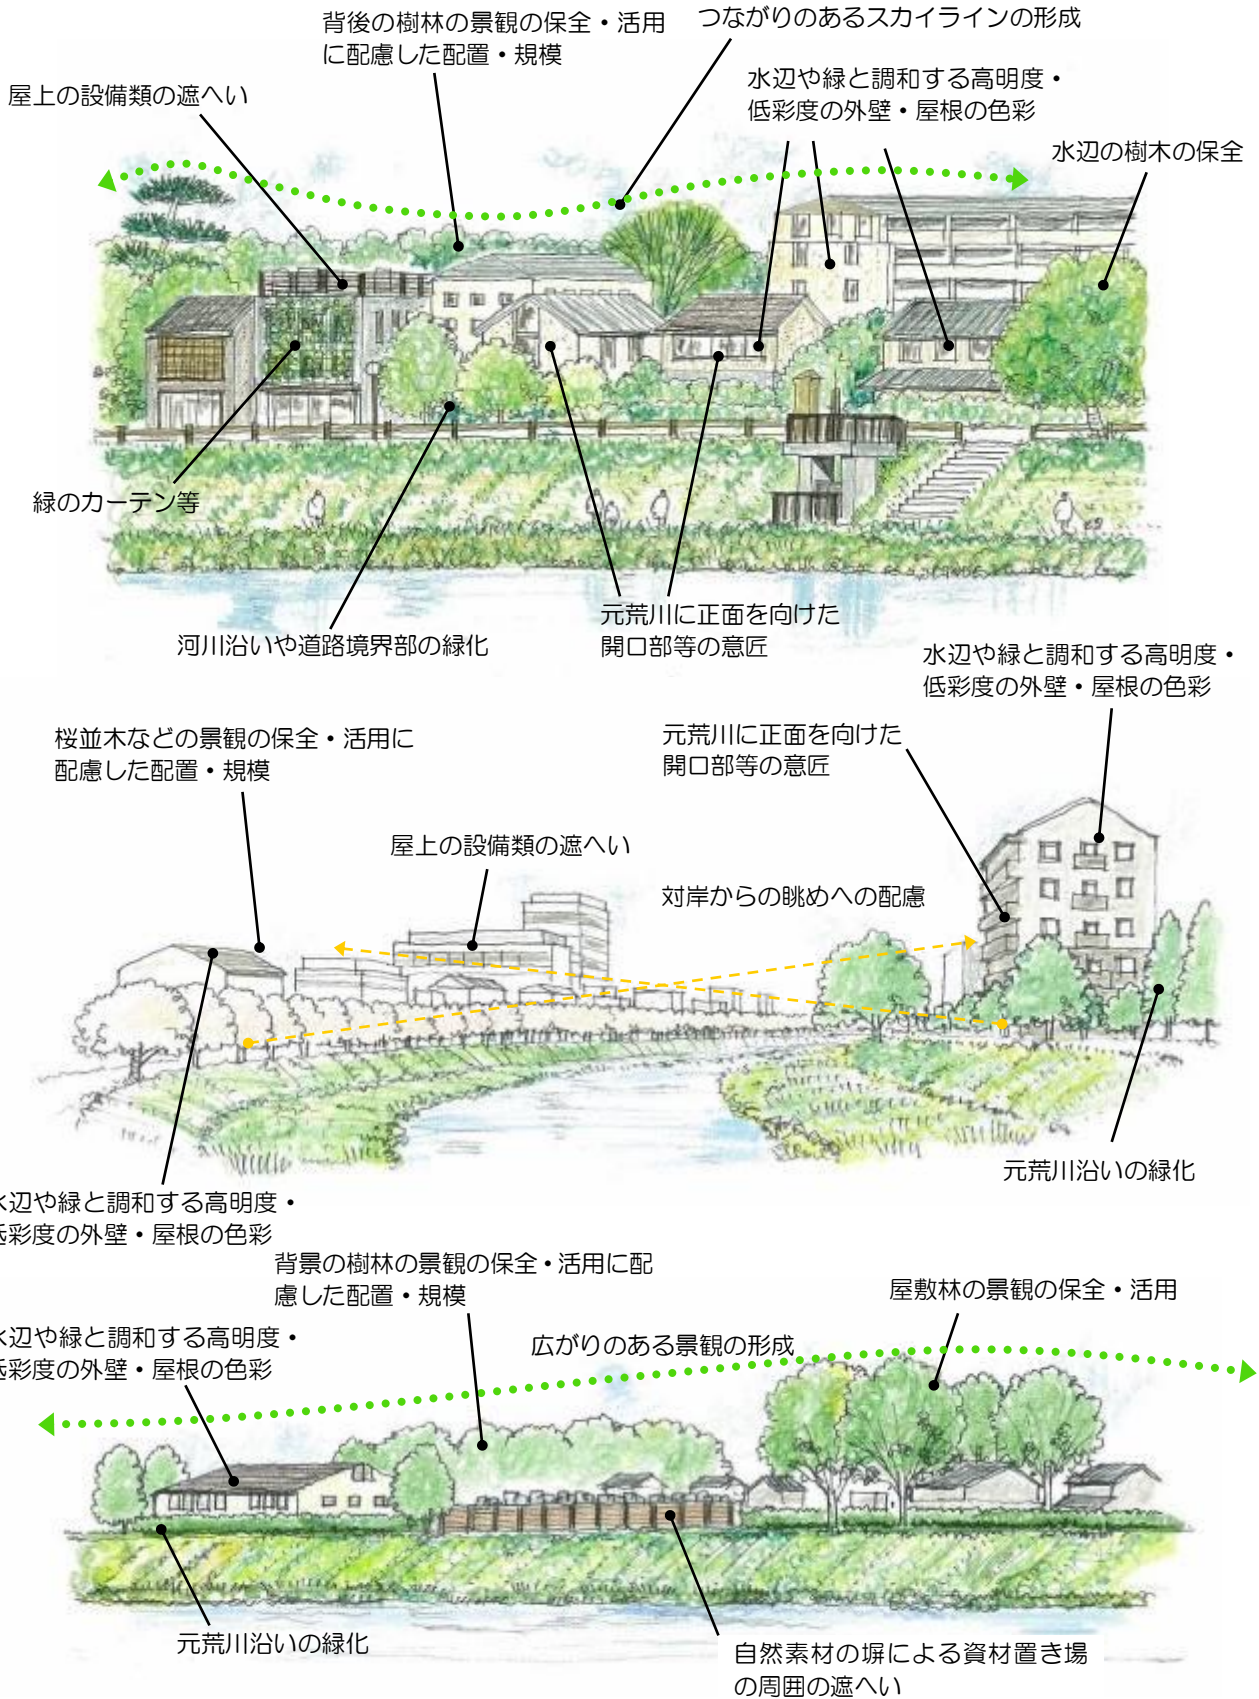 背後の樹林の景観の保全・活用
に配慮した配置・規模
つながりのあるスカイラインの形成
屋上の設備類の遮へい
水辺や緑と調和する高明度・
低彩度の外壁・屋根の色彩
水辺の樹木の保全
緑のカーテン等
河川沿いや道路境界部の緑化
元荒川に正面を向けた
開口部等の意匠
水辺や緑と調和する高明度・
低彩度の外壁・屋根の色彩
桜並木などの景観の保全・活用に
配慮した配置・規模
元荒川に正面を向けた
開口部等の意匠
屋上の設備類の遮へい
対岸からの眺めへの配慮
元荒川沿いの緑化
水辺や緑と調和する高明度・
低彩度の外壁・屋根の色彩
背景の樹林の景観の保全・活用に配
慮した配置・規模
屋敷林の景観の保全・活用
水辺や緑と調和する高明度・
低彩度の外壁・屋根の色彩
広がりのある景観の形成
元荒川沿いの緑化
自然素材の塀による資材置き場
の周囲の遮へい